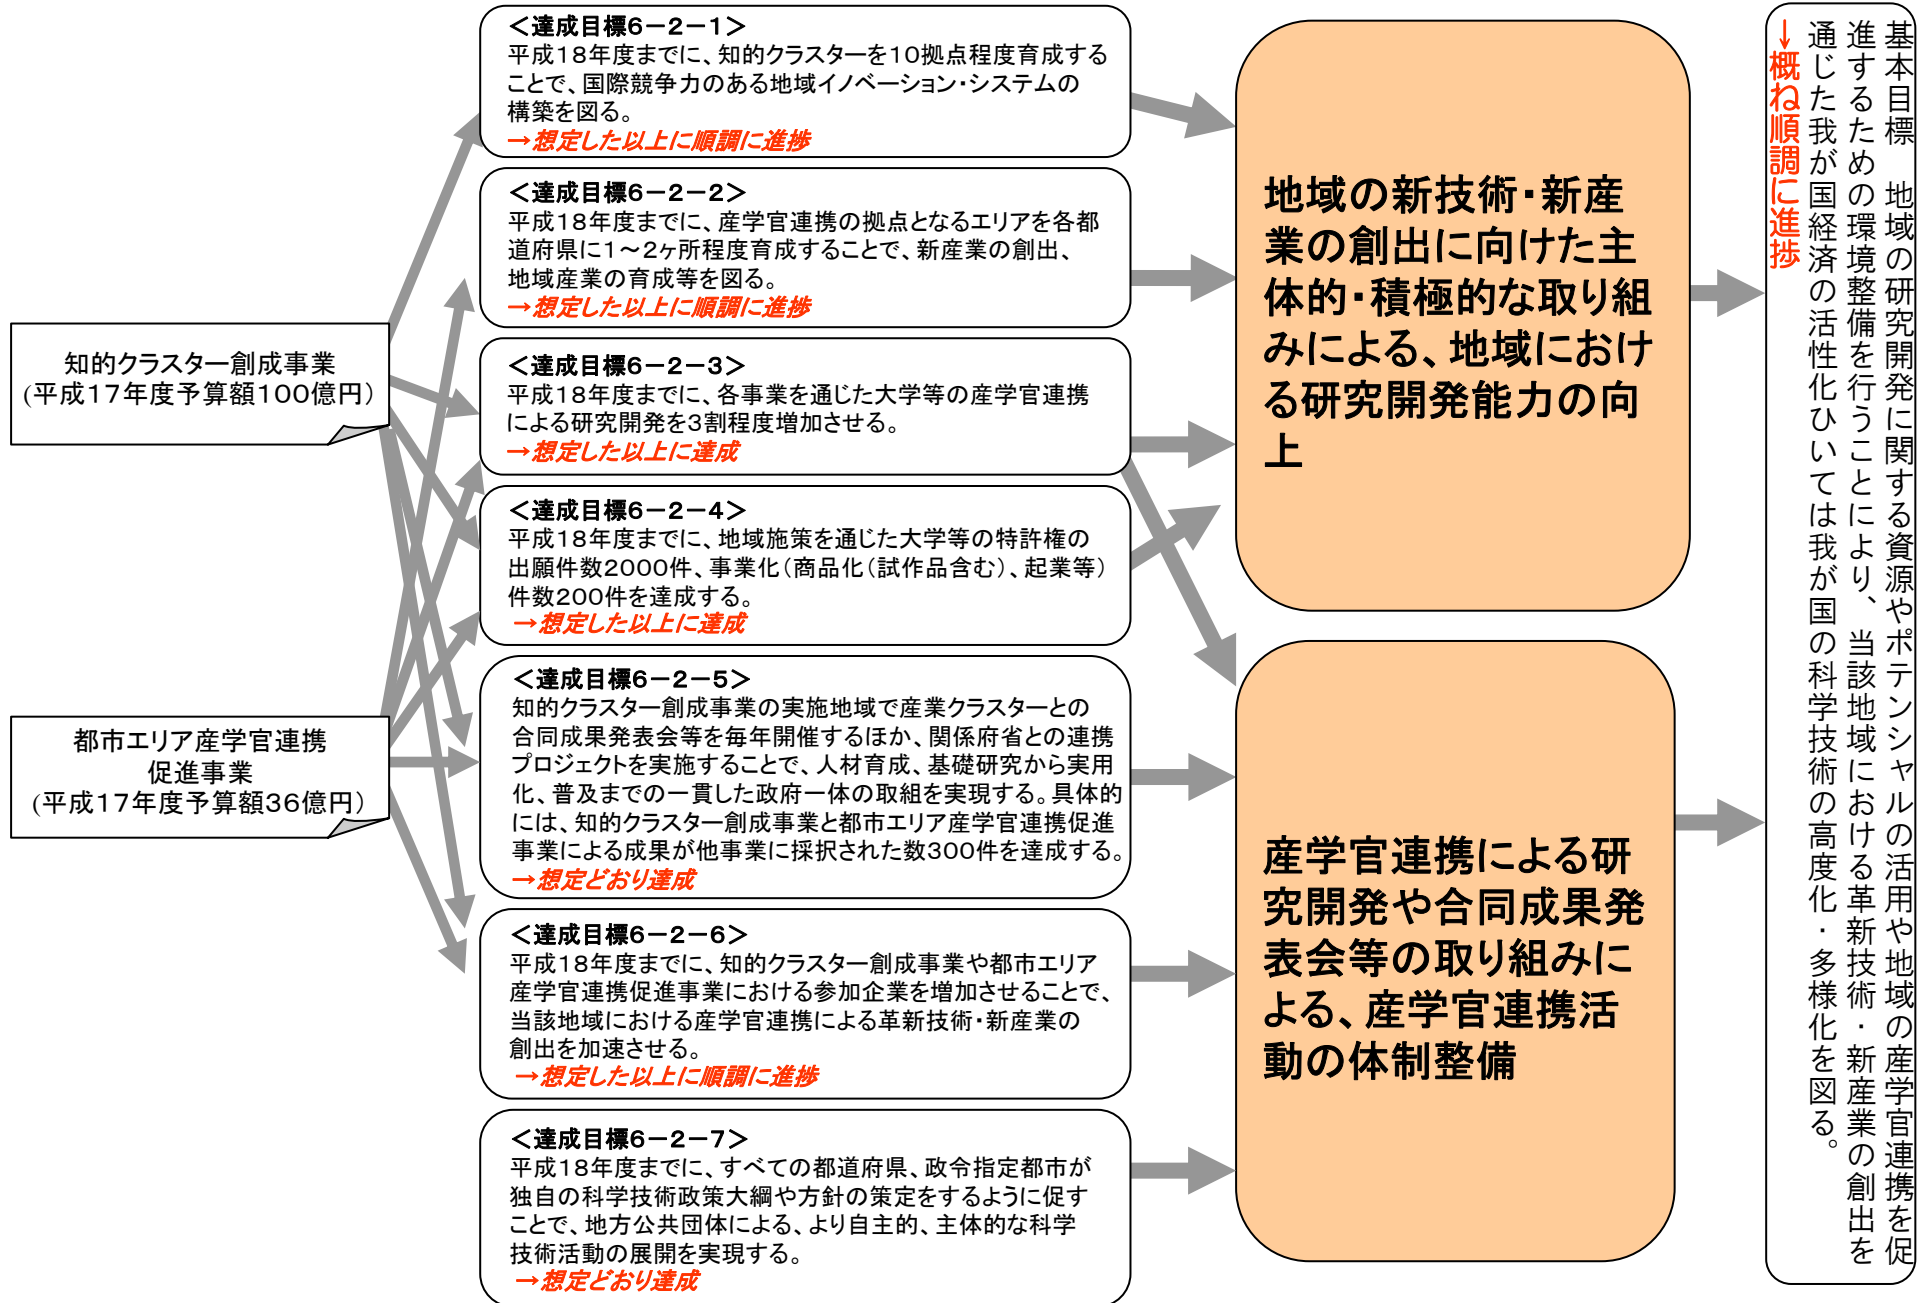 知的クラスター創成事業
(平成17年度予算額100億円)
都市エリア産学官連携
促進事業
(平成17年度予算額36億円)
＜達成目標6－2－1＞
平成18年度までに、知的クラスターを10拠点程度育成する
ことで、国際競争力のある地域イノベーション・システムの
構築を図る。
→想定した以上に順調に進捗
＜達成目標6－2－2＞
平成18年度までに、産学官連携の拠点となるエリアを各都
道府県に1～2ヶ所程度育成することで、新産業の創出、
地域産業の育成等を図る。
→想定した以上に順調に進捗
＜達成目標6－2－3＞
平成18年度までに、各事業を通じた大学等の産学官連携
による研究開発を3割程度増加させる。
→想定した以上に達成
＜達成目標6－2－4＞
平成18年度までに、地域施策を通じた大学等の特許権の
出願件数2000件、事業化(商品化(試作品含む)、起業等)
件数200件を達成する。
→想定した以上に達成
＜達成目標6－2－5＞
知的クラスター創成事業の実施地域で産業クラスターとの
合同成果発表会等を毎年開催するほか、関係府省との連携
プロジェクトを実施することで、人材育成、基礎研究から実用
化、普及までの一貫した政府一体の取組を実現する。具体的
には、知的クラスター創成事業と都市エリア産学官連携促進
事業による成果が他事業に採択された数300件を達成する。
→想定どおり達成
＜達成目標6－2－6＞
平成18年度までに、知的クラスター創成事業や都市エリア
産学官連携促進事業における参加企業を増加させることで、
当該地域における産学官連携による革新技術・新産業の
創出を加速させる。
→想定した以上に順調に進捗
＜達成目標6－2－7＞
平成18年度までに、すべての都道府県、政令指定都市が
独自の科学技術政策大綱や方針の策定をするように促す
ことで、地方公共団体による、より自主的、主体的な科学
技術活動の展開を実現する。
→想定どおり達成
地域の新技術・新産
業の創出に向けた主
体的・積極的な取り組
みによる、地域におけ
る研究開発能力の向
上
産学官連携による研
究開発や合同成果発
表会等の取り組みに
よる、産学官連携活
動の体制整備
基本目標　地域の研究開発に関する資源やポテンシャルの活用や地域の産学官連携を促
進するための環境整備を行うことにより、当該地域における革新技術・新産業の創出を
通じた我が国経済の活性化ひいては我が国の科学技術の高度化・多様化を図る。
→概ね順調に進捗